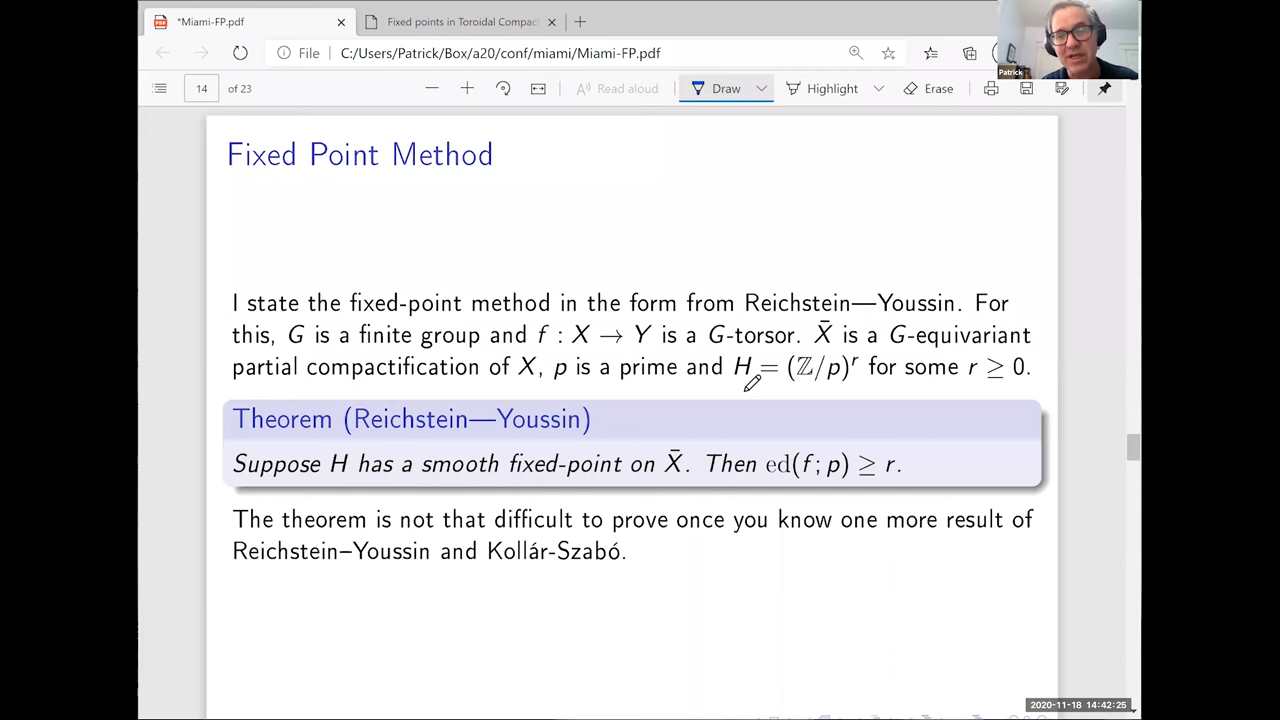 *Miami-FP.pdf
Fixed points in Toroidal Compact
File C:/Users/Patrick/Box/a20/conf/miami/Miami-FP.pdf
Patrick
14 of 23
Read aloud Draw Highlight Erase
Fixed Point Method
I state the fixed-point method in the form from Reichstein—Youssin. For
this, G is a finite group and f : X → Y is a G-torsor. X̄ is a G-equivariant
partial compactification of X, p is a prime and H = (ℤ/p)ʳ for some r ≥ 0.
Theorem (Reichstein—Youssin)
Suppose H has a smooth fixed-point on X̄. Then ed(f; p) ≥ r.
The theorem is not that difficult to prove once you know one more result of
Reichstein–Youssin and Kollár-Szabó.
2020-11-18 14:42:25